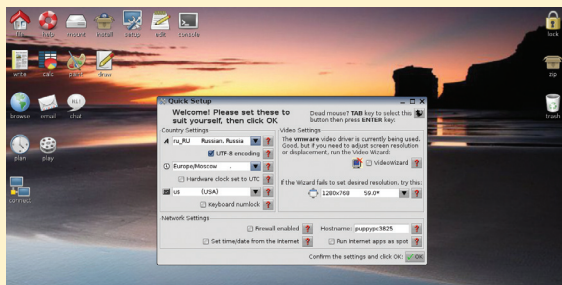 file help mount install setup edit console lock
write calc paint draw zip
browse email chat trash
plan play
connect
Quick Setup
Welcome! Please set these to suit yourself, then click OK
Dead mouse? TAB key to select this button then press ENTER key:
Country Settings
ru_RU Russian, Russia ?
UTF-8 encoding ?
Europe/Moscow ?
Hardware clock set to UTC ?
us (USA) ?
Keyboard numlock ?
Video Settings
The vmware video driver is currently being used. Good, but if you need to adjust screen resolution or displacement, run the Video Wizard:
VideoWizard ?
If the Wizard fails to set desired resolution, try this:
1280x768 59.0* ?
Network Settings
Firewall enabled ? Hostname: puppypc3825 ?
Set time/date from the internet ? Run internet apps as spot ?
Confirm the settings and click OK: OK